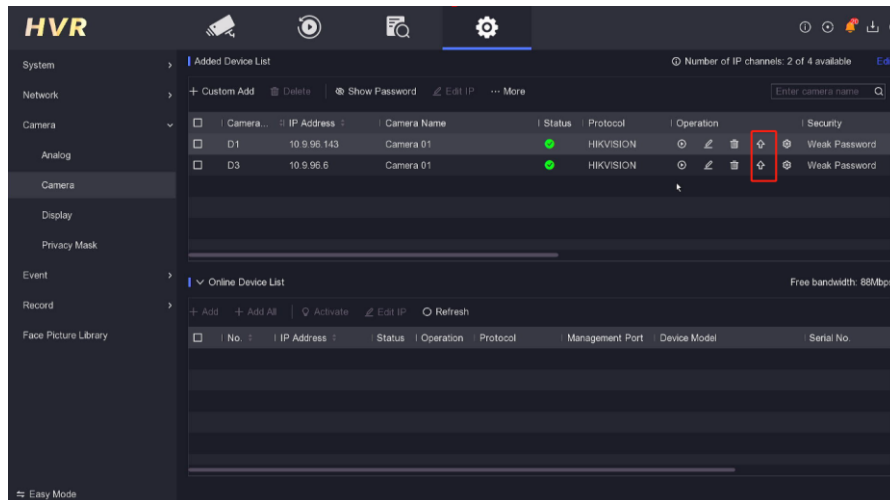 HVR
System
Network
Camera
Analog
Camera
Display
Privacy Mask
Event
Record
Face Picture Library
Easy Mode
Added Device List
Number of IP channels: 2 of 4 available
+ Custom Add Delete Show Password Edit IP ··· More Enter camera name
Camera... IP Address Camera Name Status Protocol Operation Security
D1 10.9.96.143 Camera 01 HIKVISION Weak Password
D3 10.9.96.6 Camera 01 HIKVISION Weak Password
Online Device List Free bandwidth: 88Mbp
+ Add + Add All Activate Edit IP Refresh
No. IP Address Status Operation Protocol Management Port Device Model Serial No.